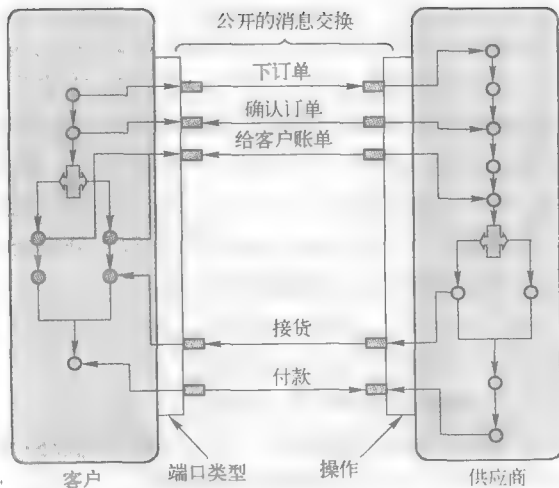 公开的消息交换
下订单
确认订单
给客户账单
接货
付款
客户
端口类型
操作
供应商